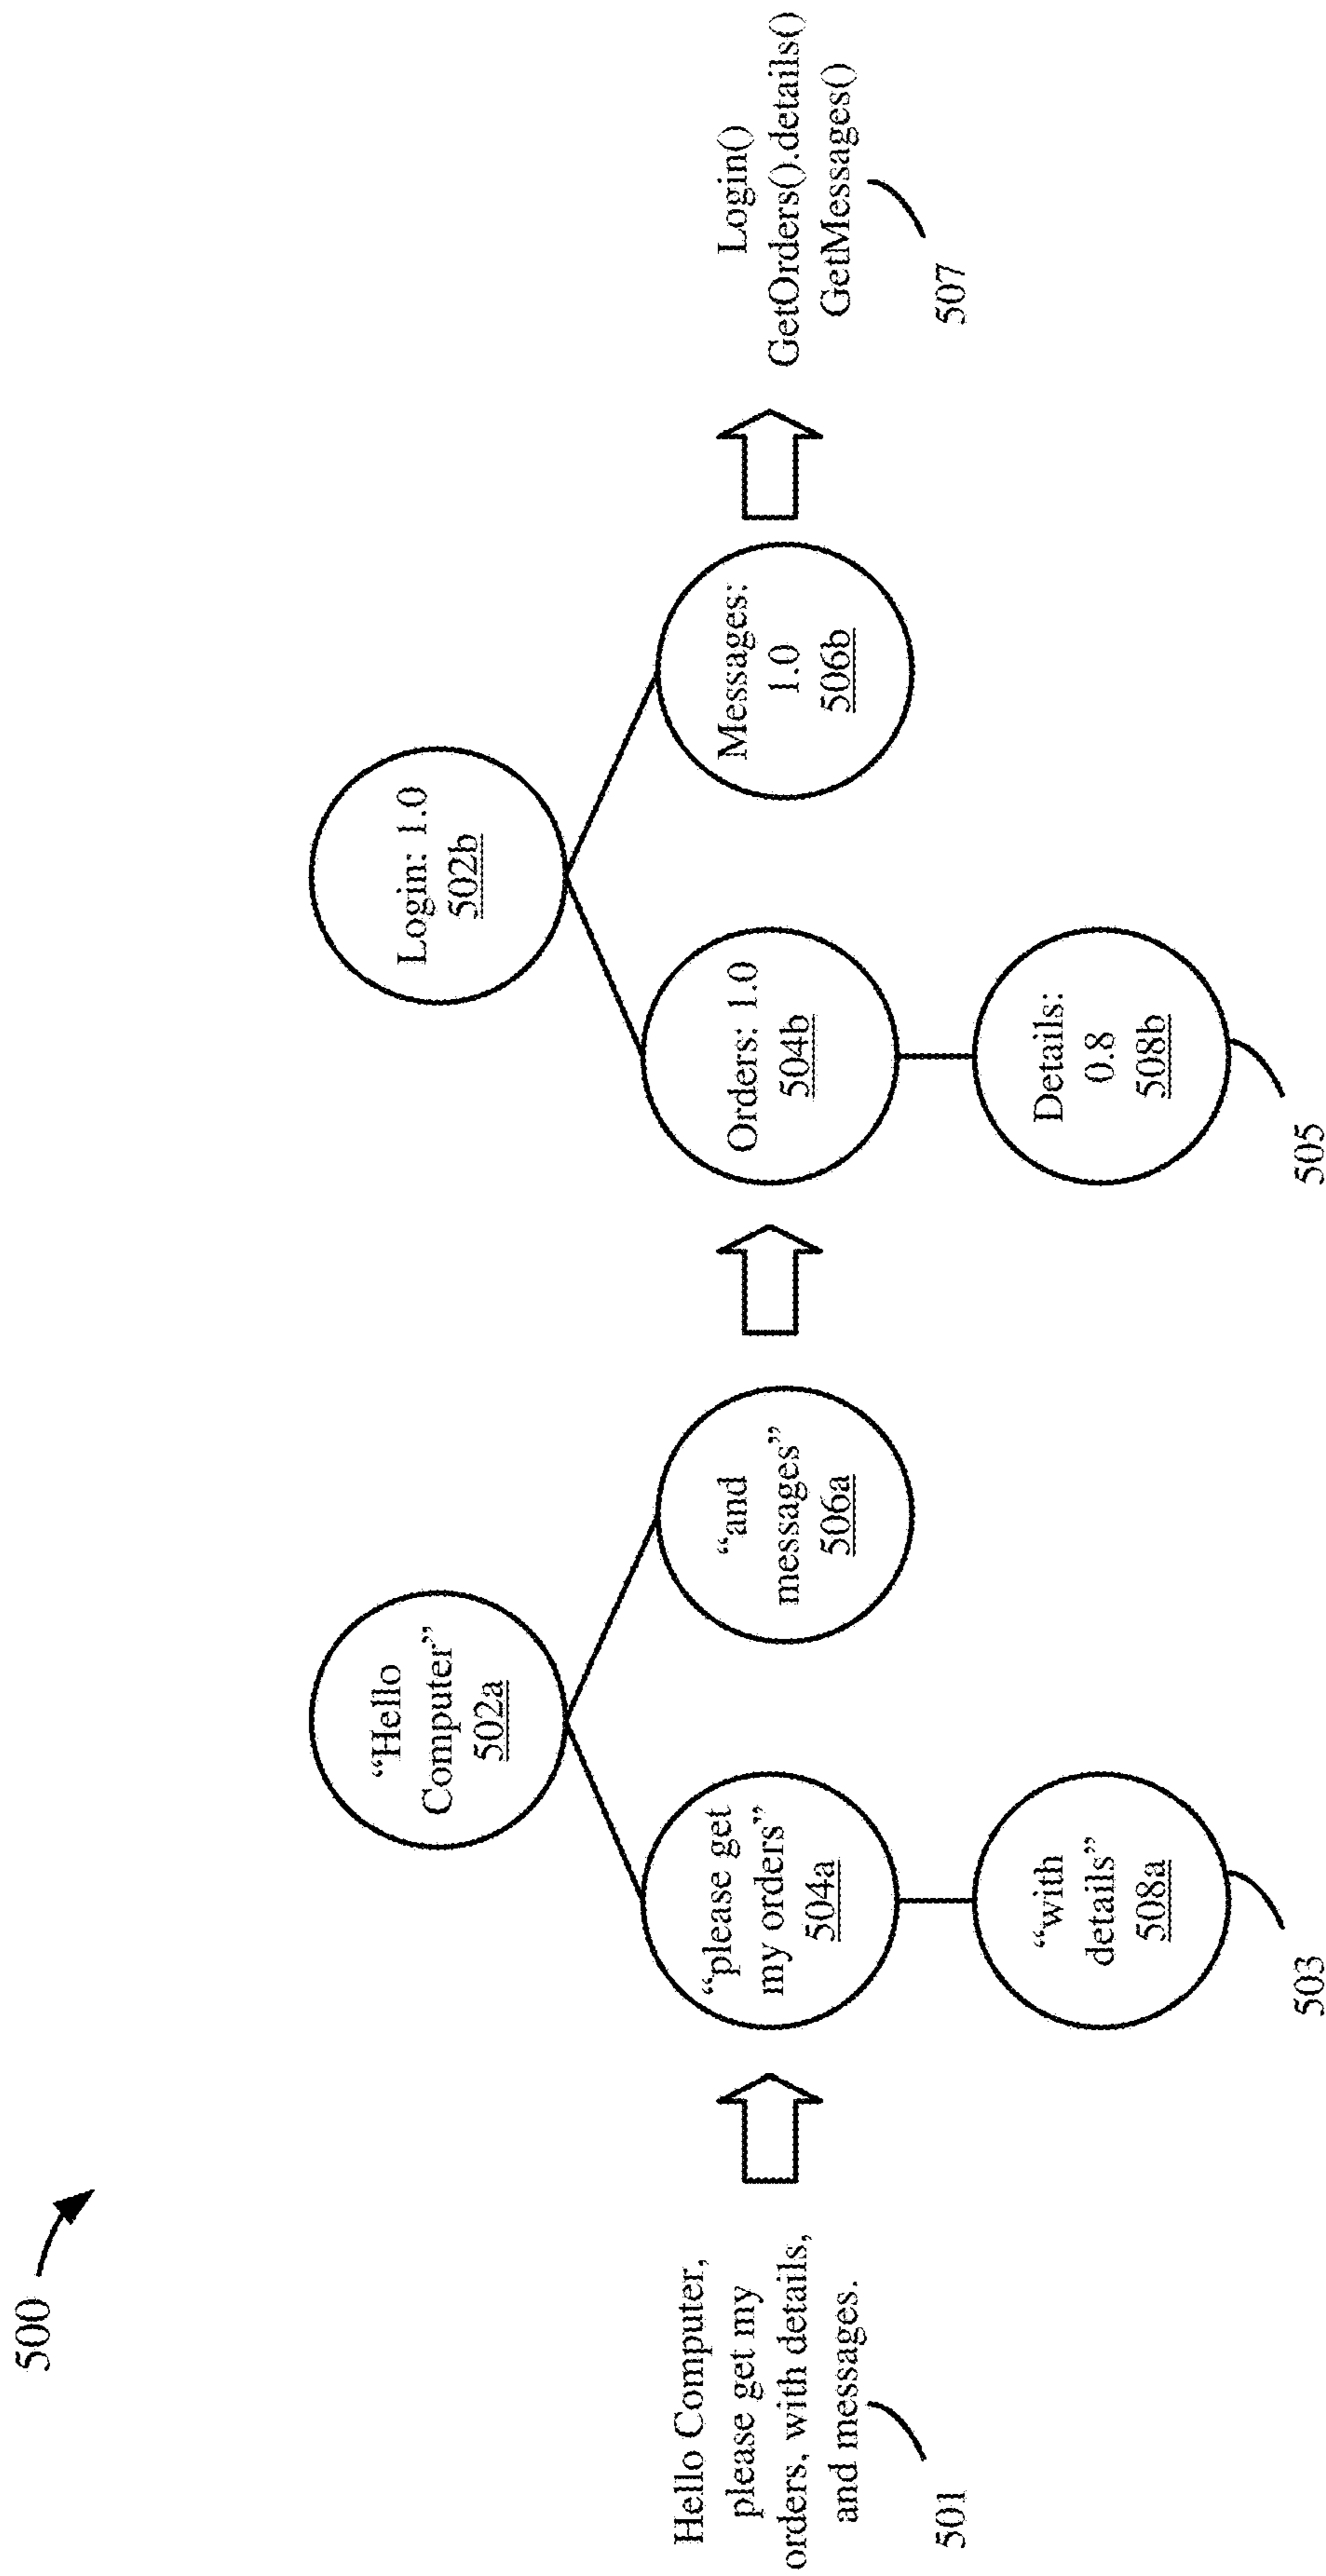 500
Hello Computer,
please get my
orders, with details,
and messages.
501
“Hello
Computer”
502a
“please get
my orders”
504a
“and
messages”
506a
“with
details”
508a
503
Login: 1.0
502b
Orders: 1.0
504b
Messages:
1.0
506b
Details:
0.8
508b
505
Login()
GetOrders().details()
GetMessages()
507